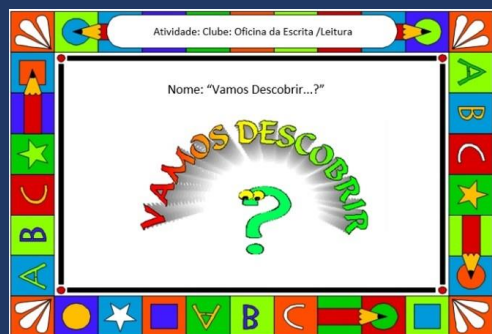 Atividade: Clube: Oficina da Escrita /Leitura
Nome: “Vamos Descobrir...?”
VAMOS DESCOBRIR
?
A
B
C
A
B
C
A
B
C